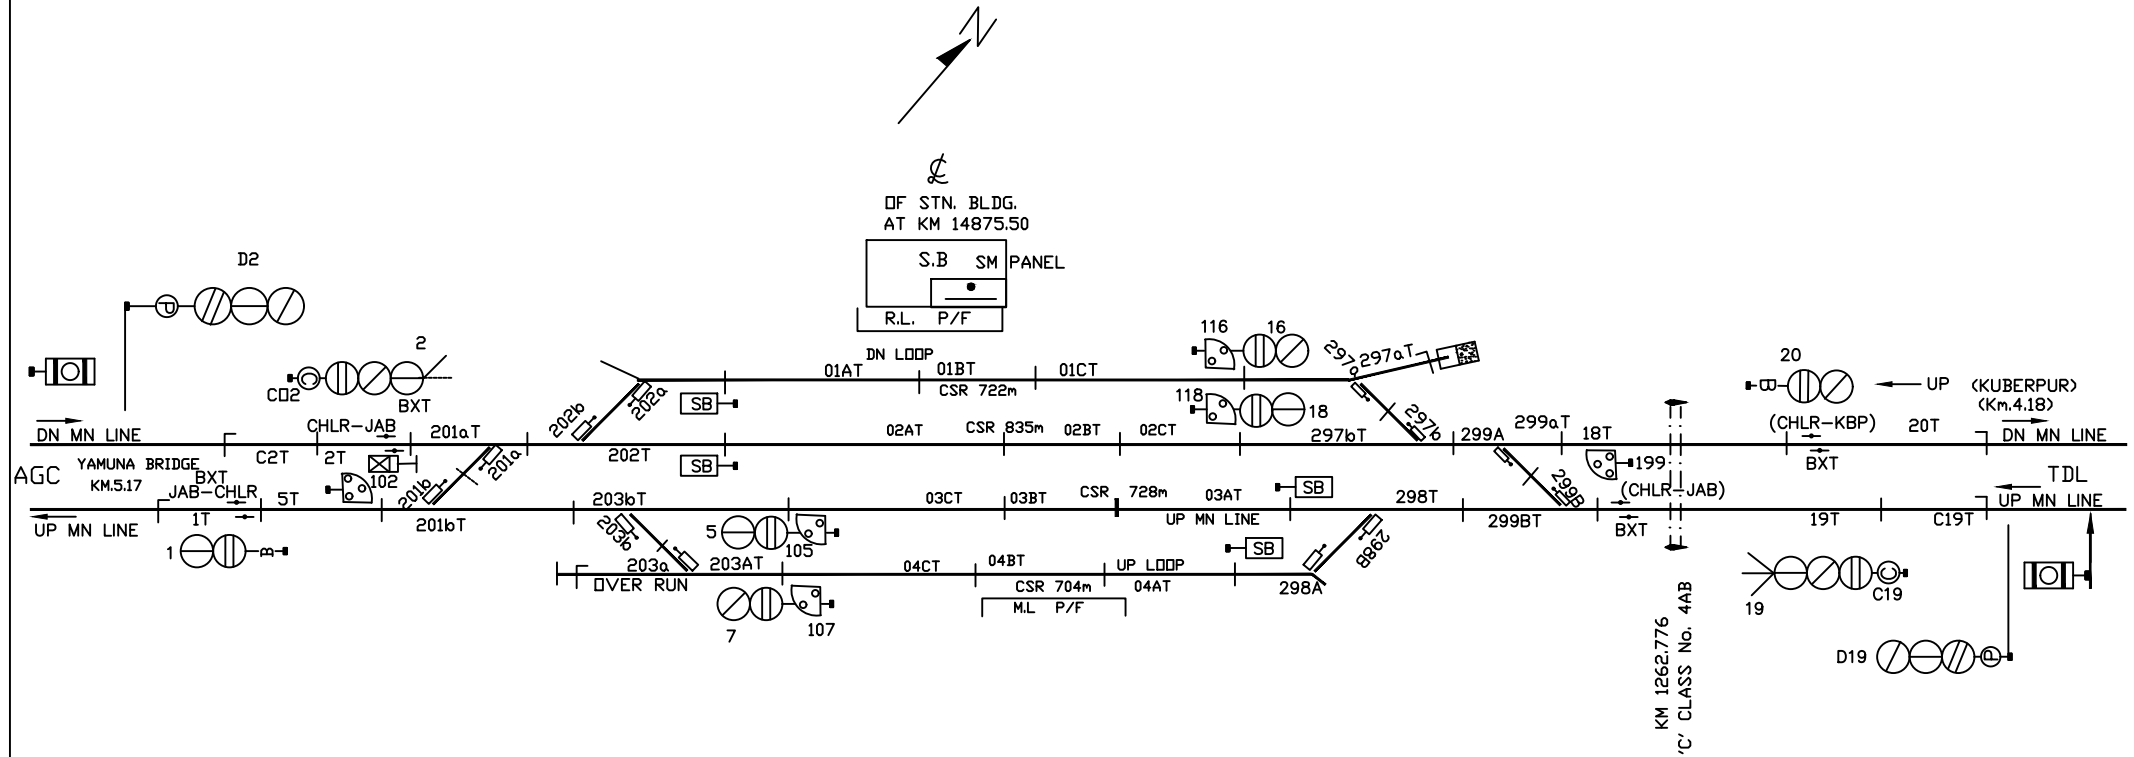 N
℄
OF STN. BLDG.
AT KM 14875.50
S.B SM PANEL
R.L. P/F
D2
P
2
CO2
C
BXT
CHLR-JAB
DN MN LINE
C2T
2T
201aT
201a
202b
202a
202T
DN LOOP
01AT
01BT
01CT
CSR 722m
SB
116
16
297a
297aT
118
18
297b
297bT
02AT
CSR 835m
02BT
02CT
299A
299aT
18T
20
B
UP
(KUBERPUR)
(Km.4.18)
(CHLR-KBP)
20T
DN MN LINE
BXT
AGC
YAMUNA BRIDGE
KM.5.17
BXT
JAB-CHLR
1T
5T
102
201b
201bT
UP MN LINE
SB
203bT
203b
03CT
03BT
CSR 728m
03AT
UP MN LINE
SB
298T
299B
299BT
199
(CHLR-JAB)
BXT
TDL
UP MN LINE
19T
C19T
1
B
5
105
203a
203AT
OVER RUN
04CT
04BT
UP LOOP
CSR 704m
04AT
M.L P/F
SB
298B
298A
7
107
19
C
C19
D19
P
KM 1262.776
'C' CLASS No. 4AB